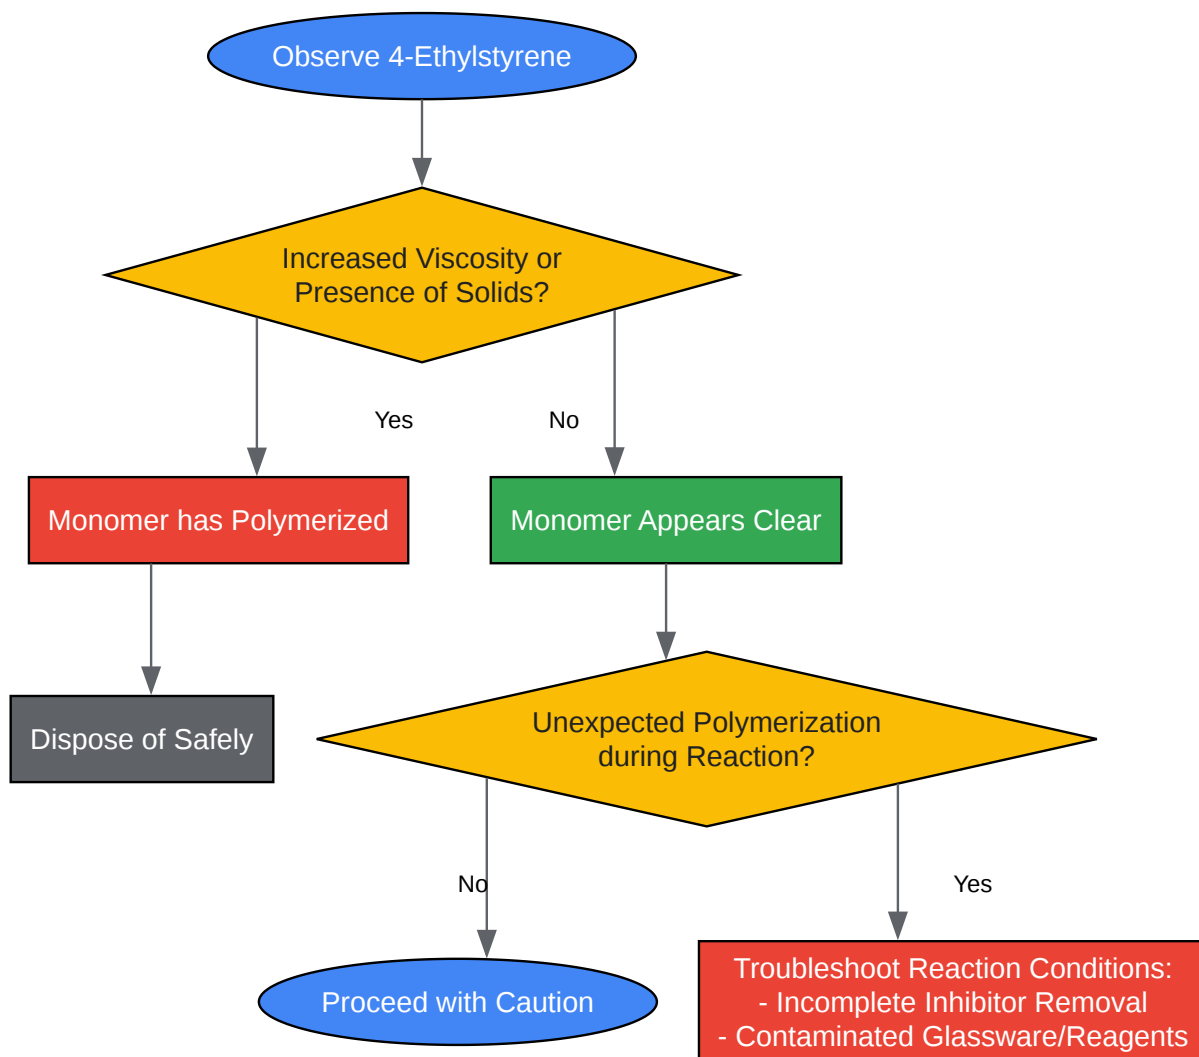 Observe 4-Ethylstyrene
Increased Viscosity or
Presence of Solids?
Yes
No
Monomer has Polymerized
Monomer Appears Clear
Dispose of Safely
Unexpected Polymerization
during Reaction?
No
Yes
Proceed with Caution
Troubleshoot Reaction Conditions:
- Incomplete Inhibitor Removal
- Contaminated Glassware/Reagents